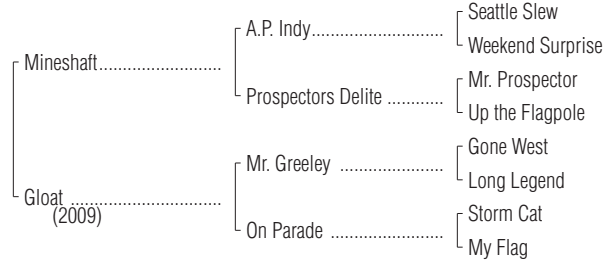 Seattle Slew
A.P. Indy......................................
Weekend Surprise
Mineshaft....................................
Mr. Prospector
Prospectors Delite .................
Up the Flagpole
Gone West
Mr. Greeley ...............................
Long Legend
Gloat .............................................
(2009)
Storm Cat
On Parade ..................................
My Flag